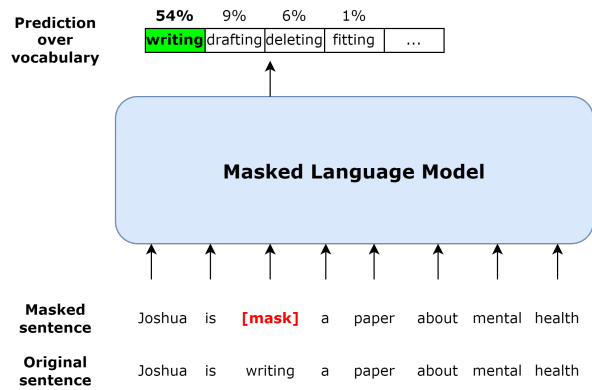 Prediction over vocabulary
54% 9% 6% 1%
writing drafting deleting fitting ...
Masked Language Model
Masked sentence
Joshua is [mask] a paper about mental health
Original sentence
Joshua is writing a paper about mental health